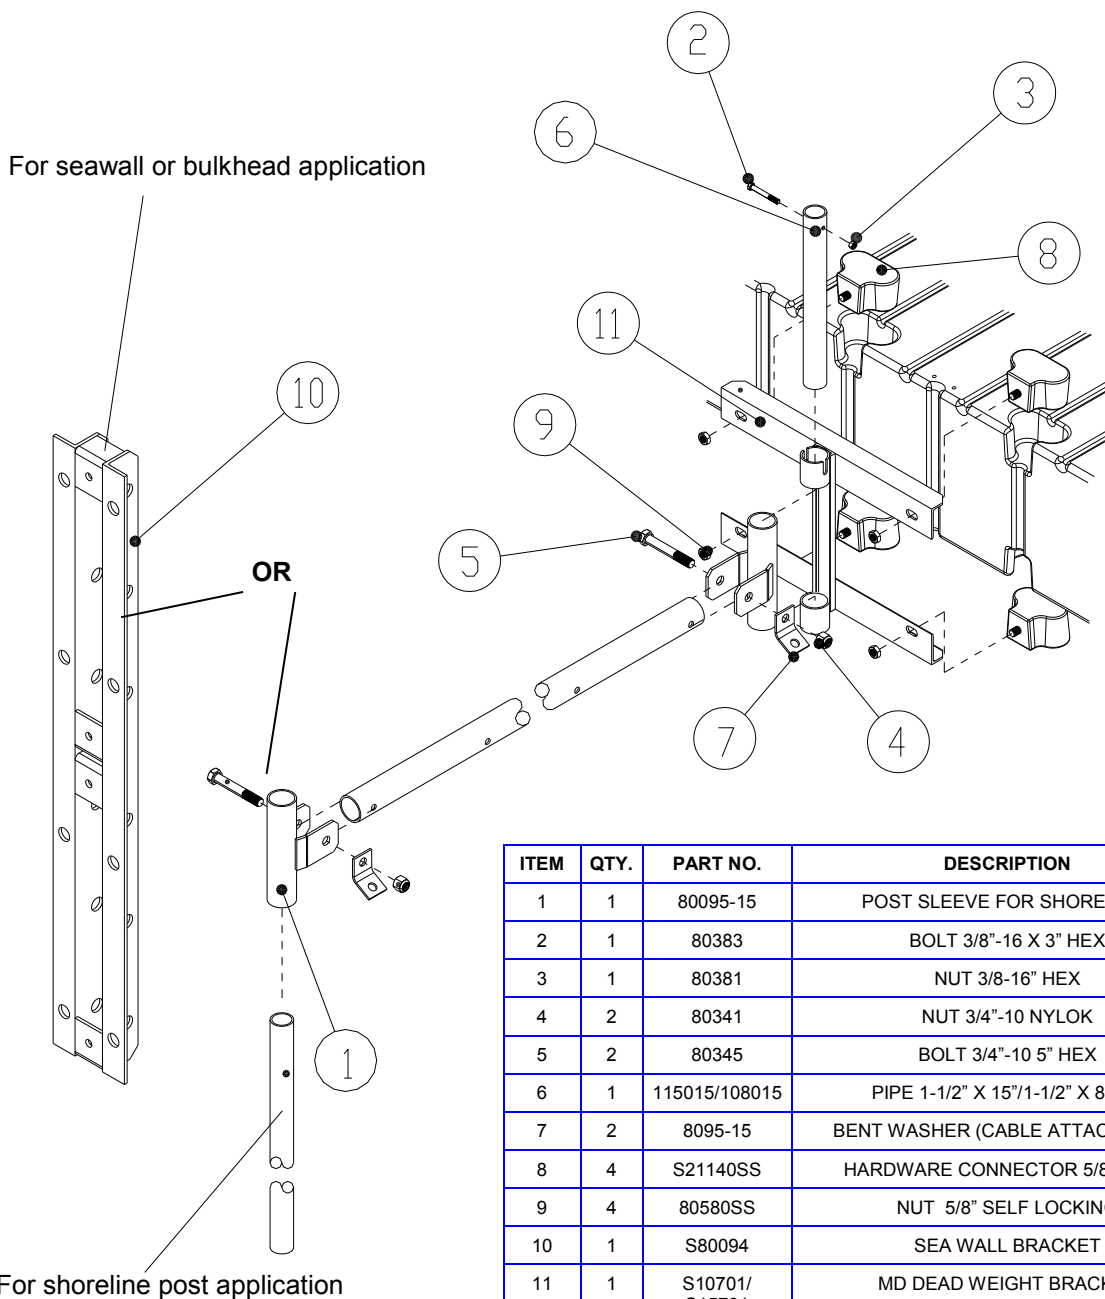 2
3
6
For seawall or bulkhead application
8
11
10
9
5
OR
7
4
1
For shoreline post application
ITEM QTY. PART NO. DESCRIPTION
1 1 80095-15 POST SLEEVE FOR SHORE
2 1 80383 BOLT 3/8”-16 X 3” HEX
3 1 80381 NUT 3/8-16” HEX
4 2 80341 NUT 3/4”-10 NYLOK
5 2 80345 BOLT 3/4”-10 5” HEX
6 1 115015/108015 PIPE 1-1/2” X 15”/1-1/2” X 8
7 2 8095-15 BENT WASHER (CABLE ATTAC
8 4 S21140SS HARDWARE CONNECTOR 5/8
9 4 80580SS NUT 5/8” SELF LOCKIN
10 1 S80094 SEA WALL BRACKET
11 1 S10701/ MD DEAD WEIGHT BRAC